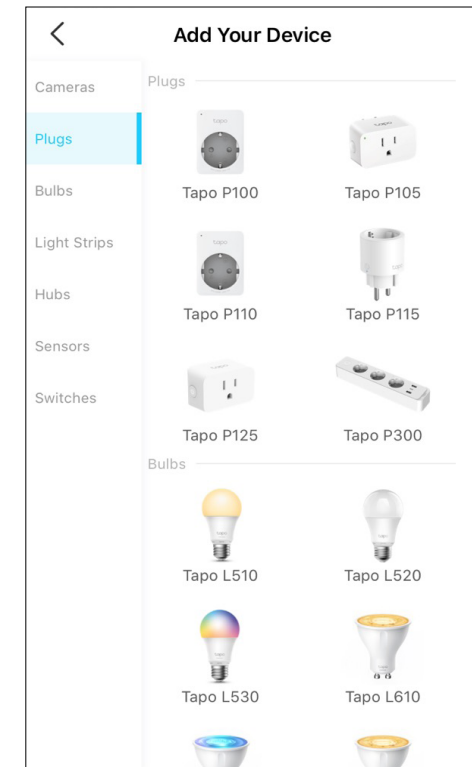 Add Your Device
Cameras
Plugs
Bulbs
Light Strips
Hubs
Sensors
Switches
Plugs
Tapo P100
Tapo P105
Tapo P110
Tapo P115
Tapo P125
Tapo P300
Bulbs
Tapo L510
Tapo L520
Tapo L530
Tapo L610